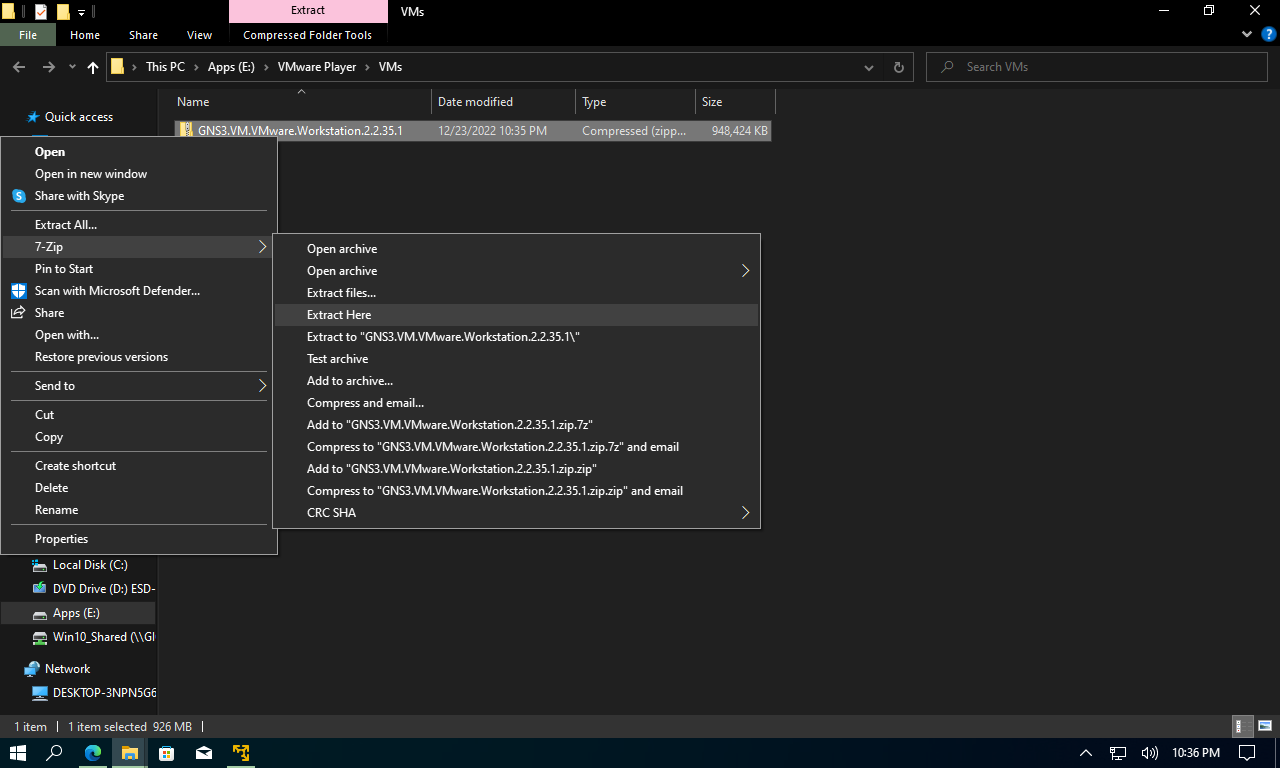 Extract
VMs
File
Home
Share
View
Compressed Folder Tools
This PC
Apps (E:)
VMware Player
VMs
Search VMs
Quick access
Name
Date modified
Type
Size
GNS3.VM.VMware.Workstation.2.2.35.1
12/23/2022 10:35 PM
Compressed (zipp...
948,424 KB
Open
Open in new window
Share with Skype
Extract All...
7-Zip
Pin to Start
Scan with Microsoft Defender...
Share
Open with...
Restore previous versions
Send to
Cut
Copy
Create shortcut
Delete
Rename
Properties
Open archive
Open archive
Extract files...
Extract Here
Extract to "GNS3.VM.VMware.Workstation.2.2.35.1\"
Test archive
Add to archive...
Compress and email...
Add to "GNS3.VM.VMware.Workstation.2.2.35.1.zip.7z"
Compress to "GNS3.VM.VMware.Workstation.2.2.35.1.zip.7z" and email
Add to "GNS3.VM.VMware.Workstation.2.2.35.1.zip.zip"
Compress to "GNS3.VM.VMware.Workstation.2.2.35.1.zip.zip" and email
CRC SHA
Local Disk (C:)
DVD Drive (D:) ESD-
Apps (E:)
Win10_Shared (\\Gl
Network
DESKTOP-3NPN5G6
1 item
1 item selected 926 MB
10:36 PM